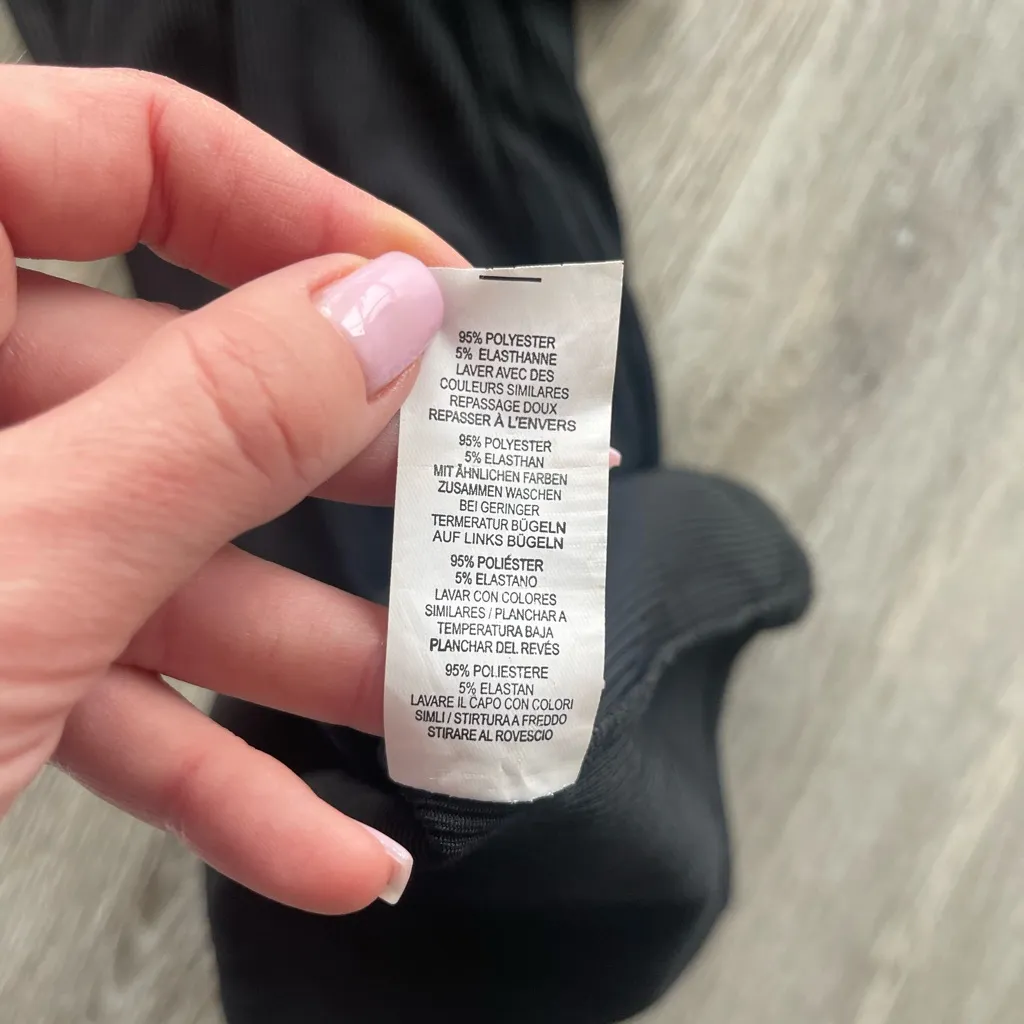 95% POLYESTER
5% ELASTHANNE
LAVER AVEC DES
COULEURS SIMILARES
REPASSAGE DOUX
REPASSER À L'ENVERS
95% POLYESTER
5% ELASTHAN
MIT ÄHNLICHEN FARBEN
ZUSAMMEN WASCHEN
BEI GERINGER
TERMERATUR BÜGELN
AUF LINKS BÜGELN
95% POLIÉSTER
5% ELASTANO
LAVAR CON COLORES
SIMILARES / PLANCHAR A
TEMPERATURA BAJA
PLANCHAR DEL REVÉS
95% POLIESTERE
5% ELASTAN
LAVARE IL CAPO CON COLORI
SIMLI / STIRTURA A FREDDO
STIRARE AL ROVESCIO